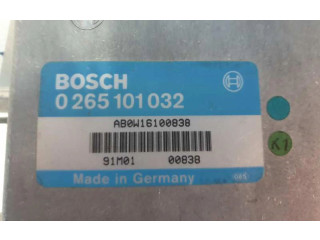 BOSCH
0 265 101 032
AB0W16100838
91M01 00838
Made in Germany
K1